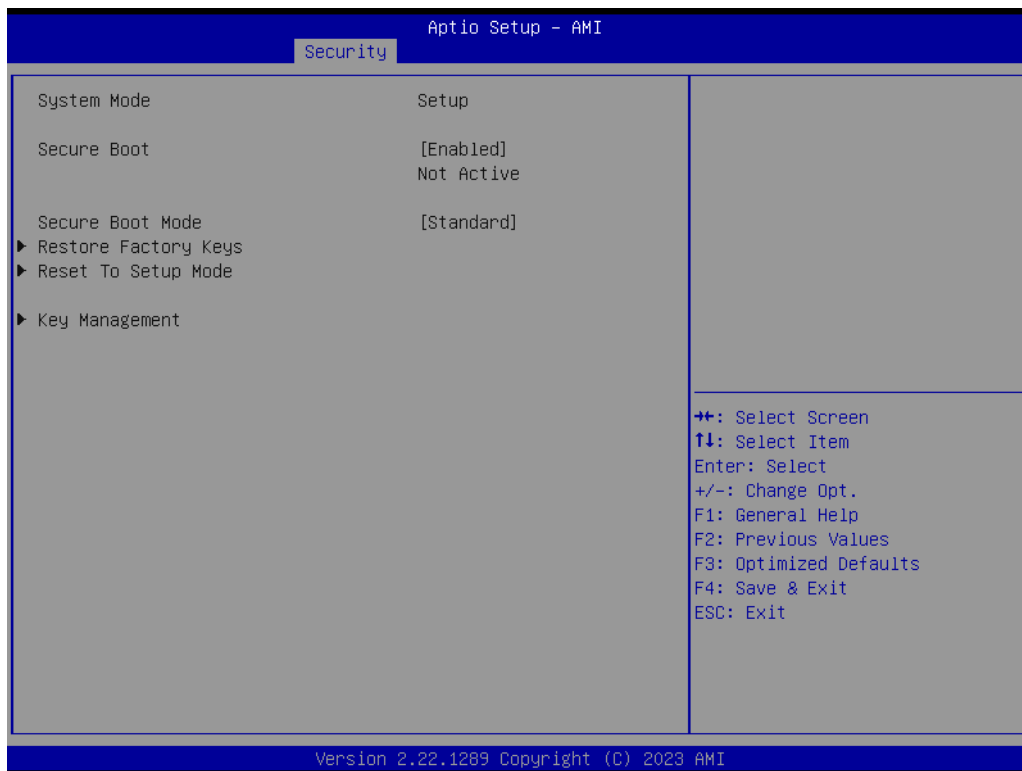 Aptio Setup – AMI
Security
System Mode Setup
Secure Boot [Enabled]
Not Active
Secure Boot Mode [Standard]
▶ Restore Factory Keys
▶ Reset To Setup Mode
▶ Key Management
→←: Select Screen
↑↓: Select Item
Enter: Select
+/-: Change Opt.
F1: General Help
F2: Previous Values
F3: Optimized Defaults
F4: Save & Exit
ESC: Exit
Version 2.22.1289 Copyright (C) 2023 AMI